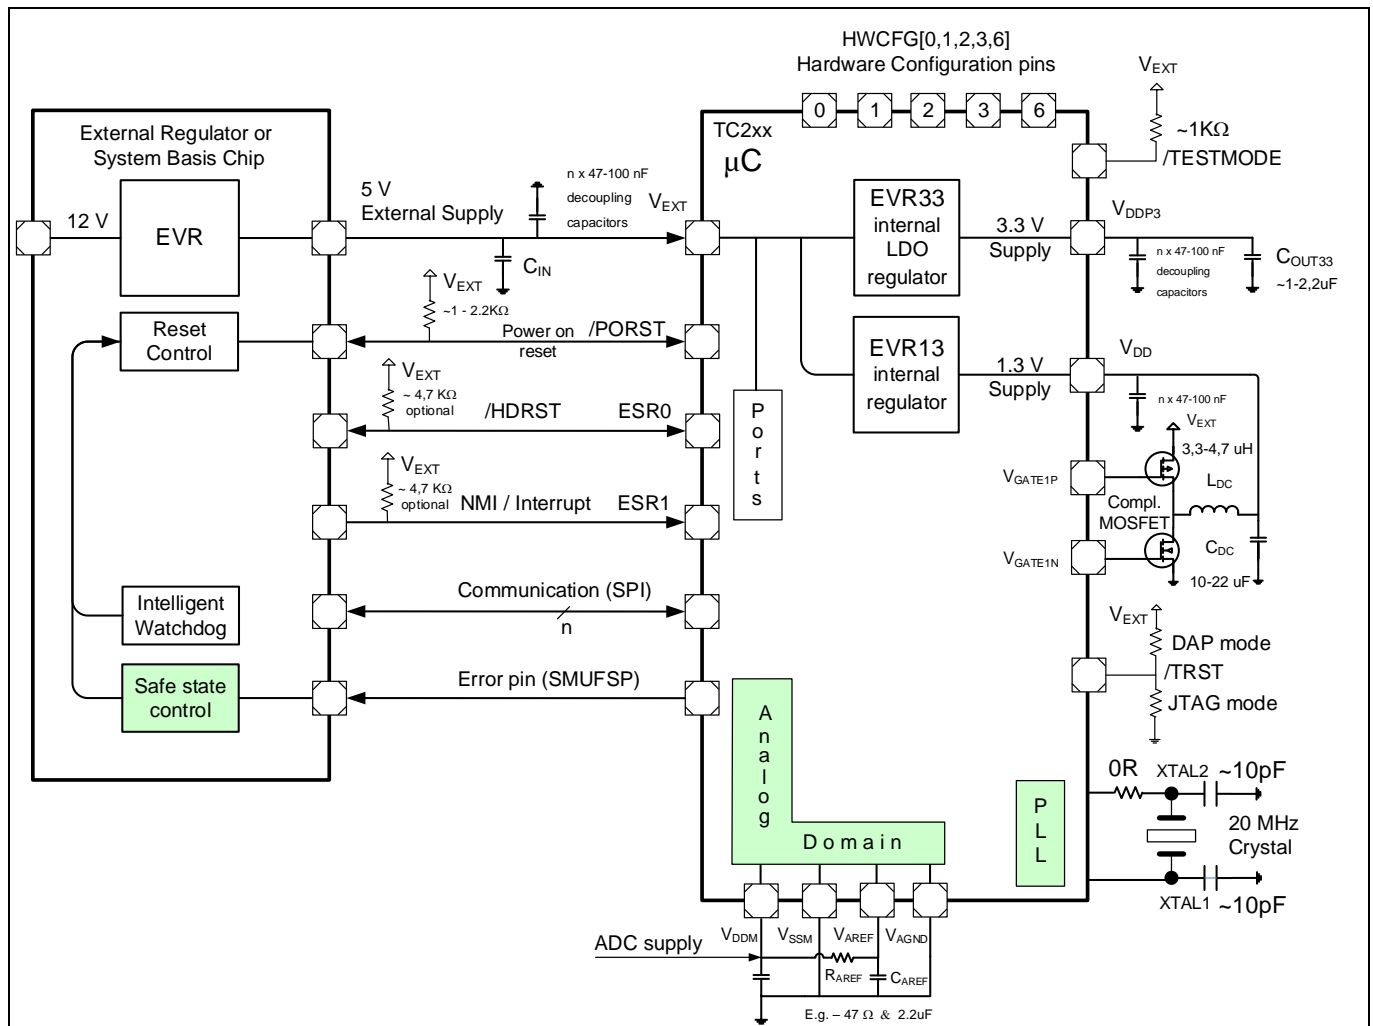 HWCFG[0,1,2,3,6]
Hardware Configuration pins
0 1 2 3 6
External Regulator or
System Basis Chip
12 V
EVR
5 V
External Supply
n x 47-100 nF
decoupling
capacitors
VEXT
CIN
TC2xx
μC
EVR33
internal
LDO
regulator
3.3 V
Supply
VEXT
~1KΩ
/TESTMODE
VDDP3
n x 47-100 nF
decoupling
capacitors
COUT33
~1-2,2uF
Reset
Control
VEXT
~1 - 2.2KΩ
Power on
reset
/PORST
EVR13
internal
regulator
1.3 V
Supply
VDD
n x 47-100 nF
VEXT
~ 4,7 KΩ
optional
/HDRST
ESR0
Ports
VEXT
3,3-4,7 uH
LDC
VGATE1P
Compl.
MOSFET
VGATE1N
CDC
10-22 uF
VEXT
~ 4,7 KΩ
optional
NMI / Interrupt
ESR1
Intelligent
Watchdog
Communication (SPI)
n
Safe state
control
Error pin (SMUFSP)
VEXT
DAP mode
/TRST
JTAG mode
Analog
Domain
PLL
0R
XTAL2
~10pF
20 MHz
Crystal
XTAL1
~10pF
VDDM
VSSM
VAREF
VAGND
ADC supply
RAREF
CAREF
E.g. – 47 Ω & 2.2uF